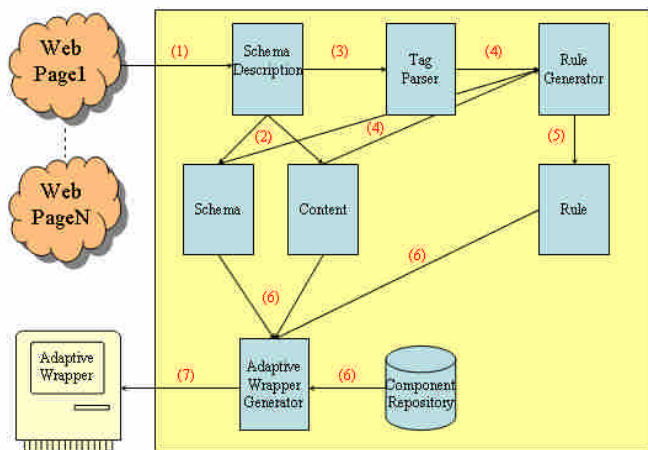 Web
Page1
(1)
Schema
Description
(3)
Tag
Parser
(4)
Rule
Generator
(2)
(4)
(5)
Web
PageN
Schema
Content
Rule
(6)
(6)
Adaptive
Wrapper
(7)
Adaptive
Wrapper
Generator
(6)
Component
Repository